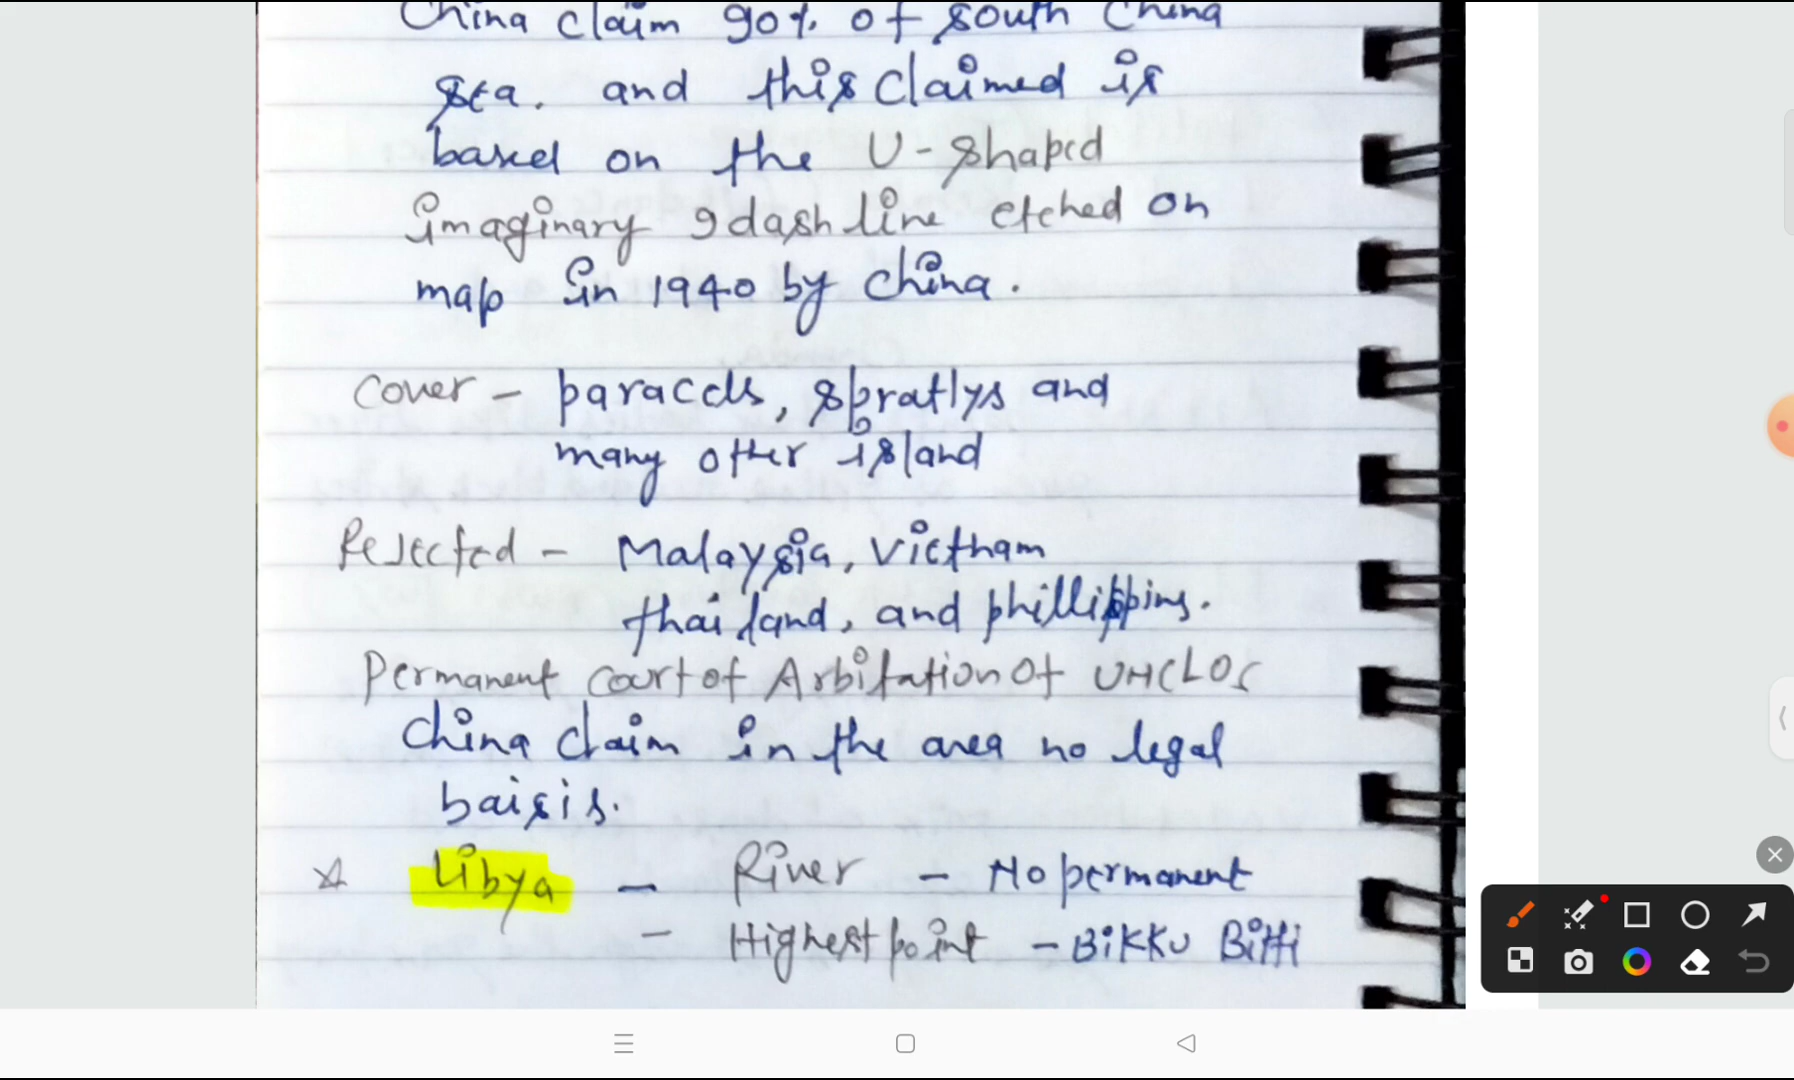 China claim 90% of south China
sea. and this claimed is
based on the U-shaped
imaginary 9dash line etched on
map in 1940 by China.
Cover - paracels, spratlys and
many other island
Rejected - Malaysia, Vietnam
thailand, and phillippins.
Permanent court of Arbitation of UNCLOS
China claim in the area no legal
baisis.
Libya - River - No permanent
- Highest point - BIKKU BITTI